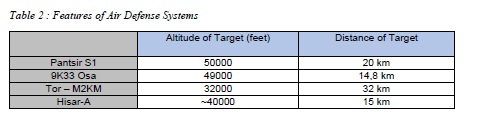 Table 2 : Features of Air Defense Systems
Altitude of Target (feet) Distance of Target
Pantsir S1 50000 20 km
9K33 Osa 49000 14,8 km
Tor – M2KM 32000 32 km
Hisar-A ~40000 15 km